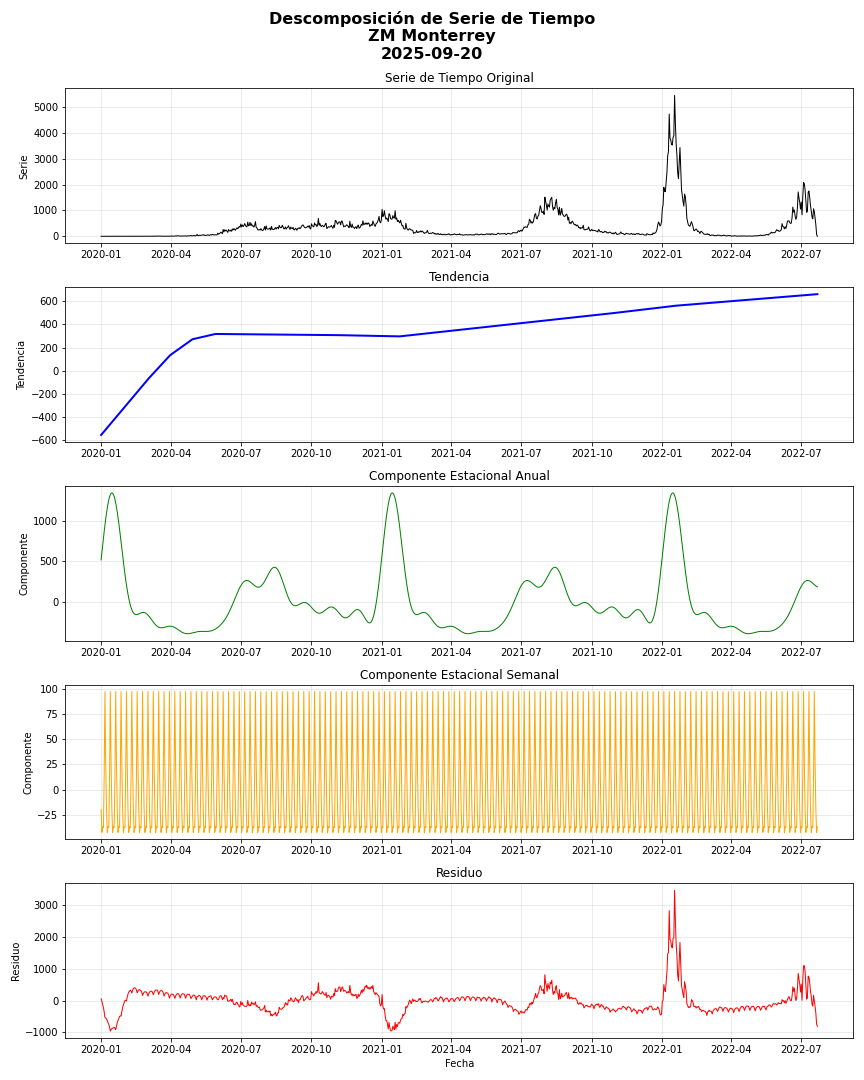 Descomposición de Serie de Tiempo
ZM Monterrey
2025-09-20
Serie de Tiempo Original
Serie
5000
4000
3000
2000
1000
0
2020-01 2020-04 2020-07 2020-10 2021-01 2021-04 2021-07 2021-10 2022-01 2022-04 2022-07
Tendencia
Tendencia
600
400
200
0
−200
−400
−600
2020-01 2020-04 2020-07 2020-10 2021-01 2021-04 2021-07 2021-10 2022-01 2022-04 2022-07
Componente Estacional Anual
Componente
1000
500
0
2020-01 2020-04 2020-07 2020-10 2021-01 2021-04 2021-07 2021-10 2022-01 2022-04 2022-07
Componente Estacional Semanal
Componente
100
75
50
25
0
−25
2020-01 2020-04 2020-07 2020-10 2021-01 2021-04 2021-07 2021-10 2022-01 2022-04 2022-07
Residuo
Residuo
3000
2000
1000
0
−1000
2020-01 2020-04 2020-07 2020-10 2021-01 2021-04 2021-07 2021-10 2022-01 2022-04 2022-07
Fecha